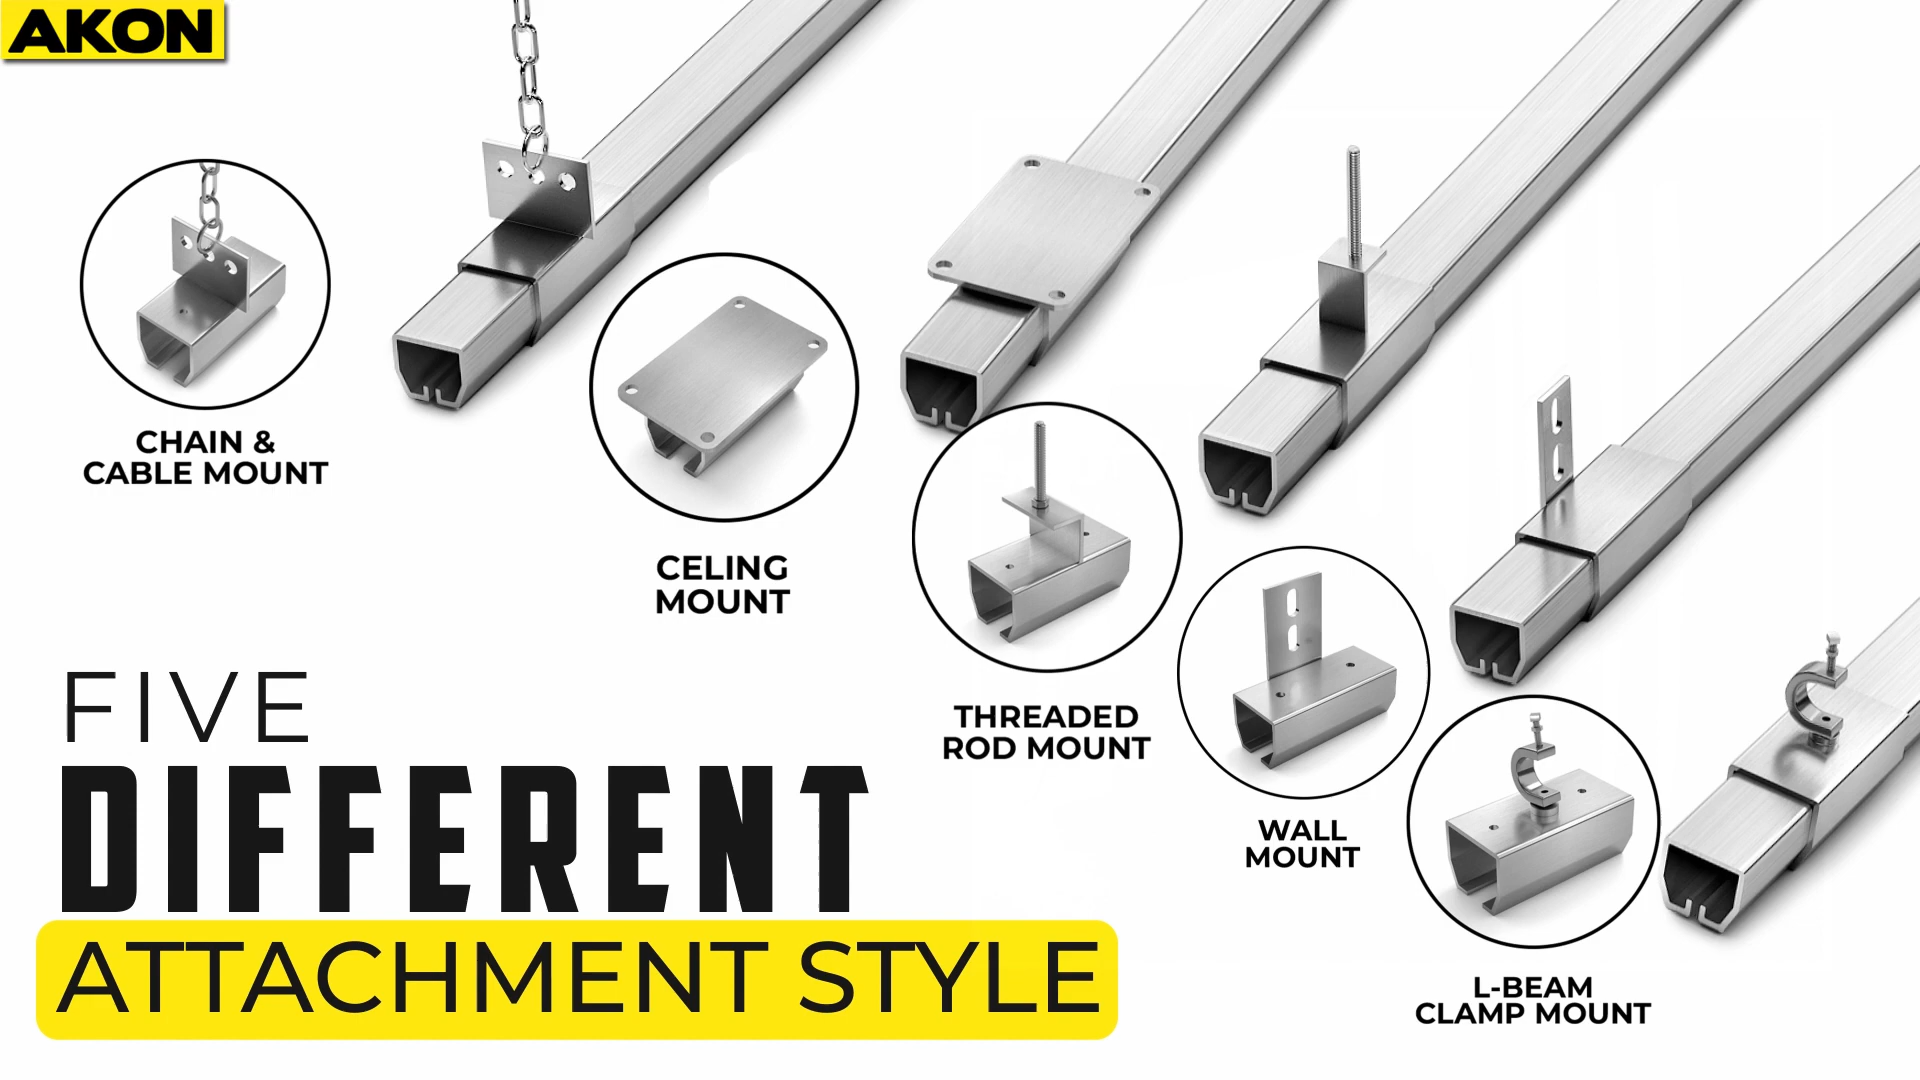 AKON
CHAIN &
CABLE MOUNT
CELING
MOUNT
THREADED
ROD MOUNT
WALL
MOUNT
L-BEAM
CLAMP MOUNT
FIVE
DIFFERENT
ATTACHMENT STYLE